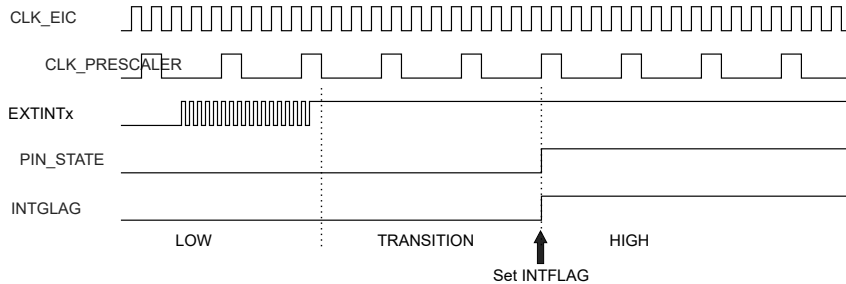 CLK_EIC
CLK_PRESCALER
EXTINTx
PIN_STATE
INTGLAG
LOW TRANSITION HIGH
Set INTFLAG